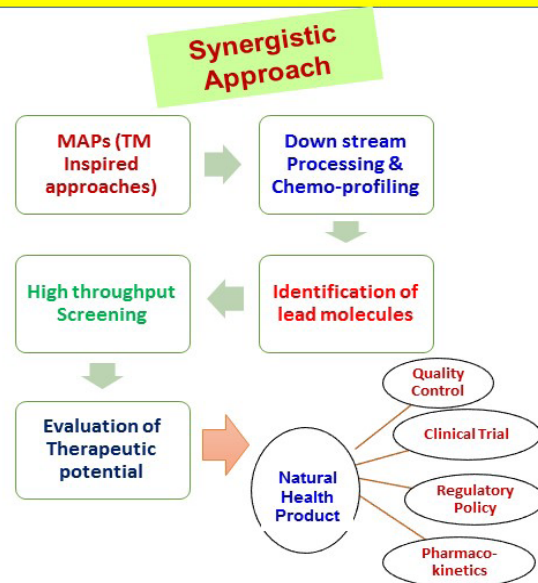 Synergistic
Approach
MAPs (TM
Inspired
approaches)
Down stream
Processing &
Chemo-profiling
High throughput
Screening
Identification of
lead molecules
Evaluation of
Therapeutic
potential
Natural
Health
Product
Quality
Control
Clinical Trial
Regulatory
Policy
Pharmaco-
kinetics